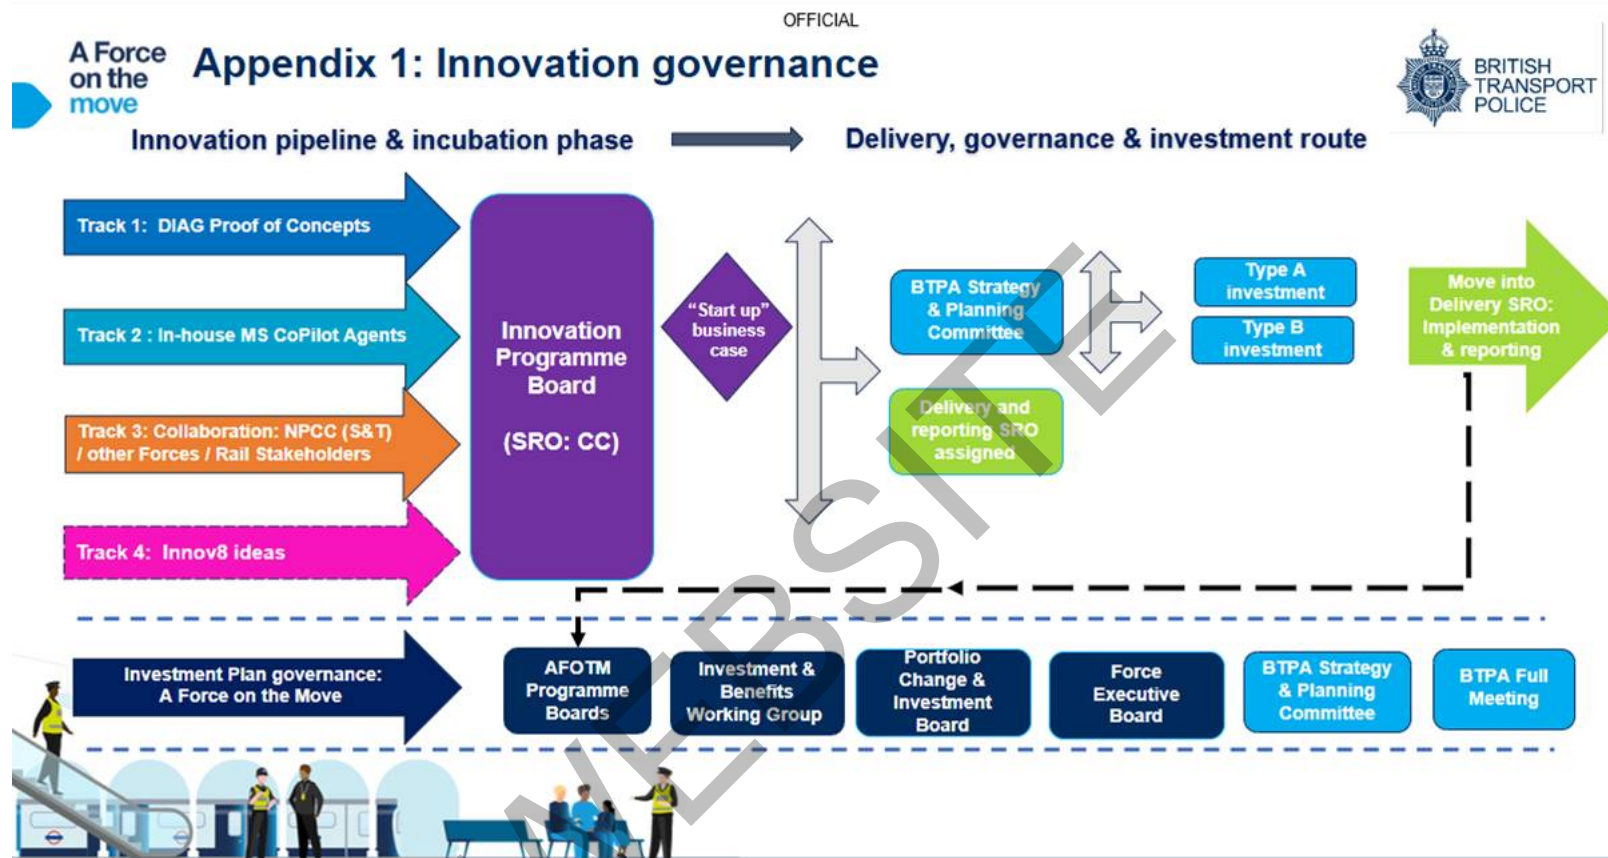 OFFICIAL
A Force
on the
move
Appendix 1: Innovation governance
BRITISH
TRANSPORT
POLICE
Innovation pipeline & incubation phase
Delivery, governance & investment route
Track 1: DIAG Proof of Concepts
Track 2 : In-house MS CoPilot Agents
Track 3: Collaboration: NPCC (S&T)
/ other Forces / Rail Stakeholders
Track 4: Innov8 ideas
Innovation
Programme
Board
(SRO: CC)
“Start up”
business
case
BTPA Strategy
& Planning
Committee
Delivery and
reporting SRO
assigned
Type A
investment
Type B
investment
Move into
Delivery SRO:
Implementation
& reporting
Investment Plan governance:
A Force on the Move
AFOTM
Programme
Boards
Investment &
Benefits
Working Group
Portfolio
Change &
Investment
Board
Force
Executive
Board
BTPA Strategy
& Planning
Committee
BTPA Full
Meeting
WEBSITE